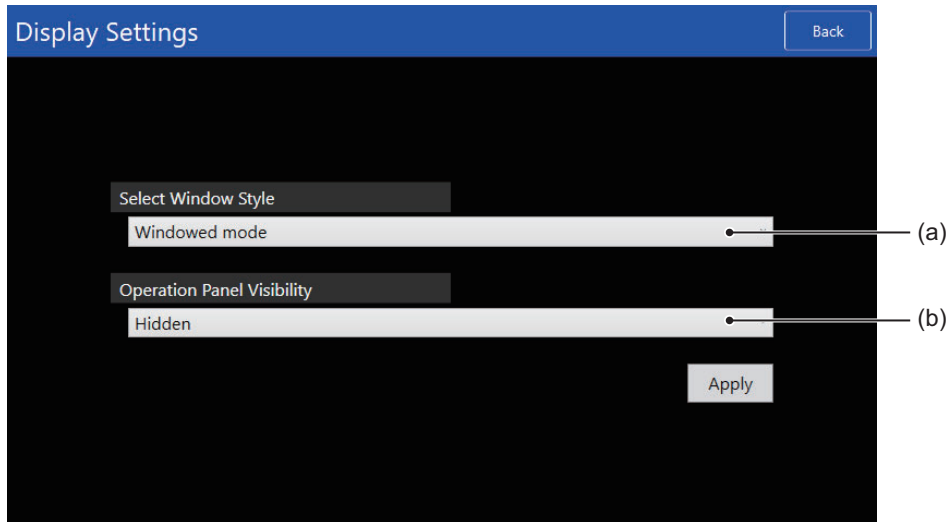 Display Settings
Back
Select Window Style
Windowed mode
(a)
Operation Panel Visibility
Hidden
(b)
Apply